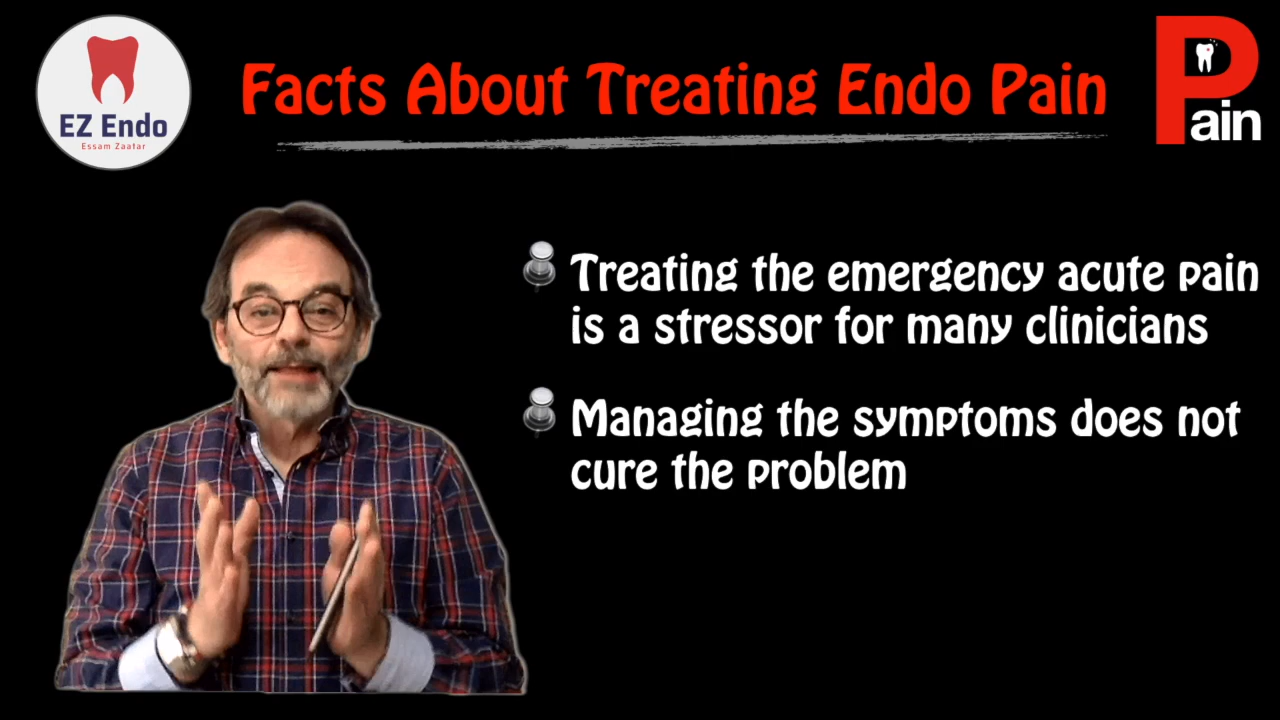 Facts About Treating Endo Pain
EZ Endo
Essam Zaatar
Pain
Treating the emergency acute pain
is a stressor for many clinicians
Managing the symptoms does not
cure the problem